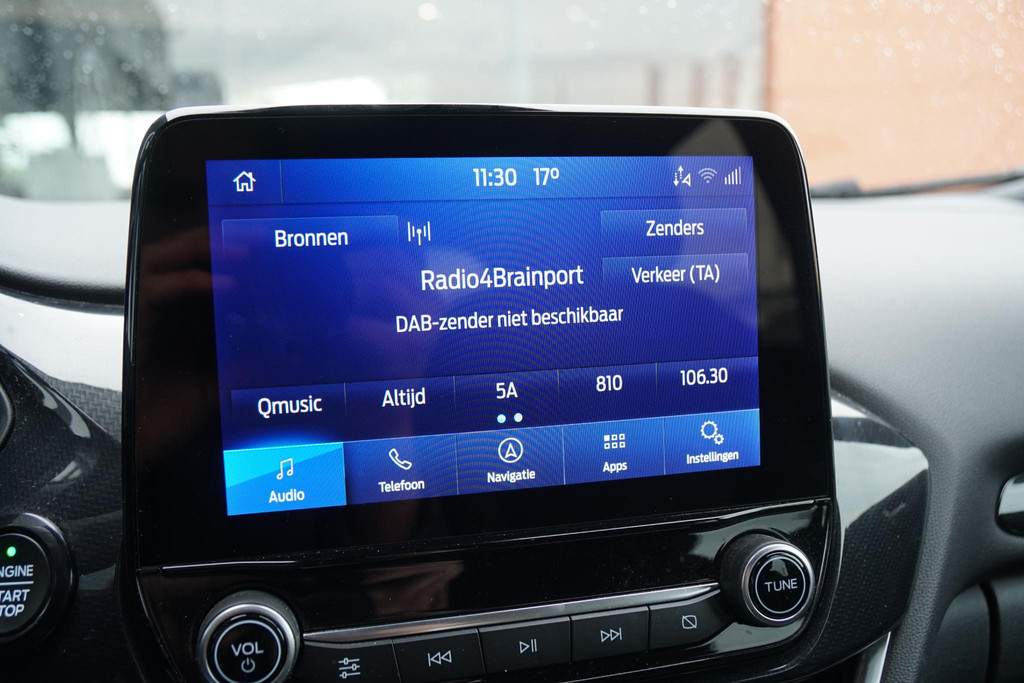 11:30 17º
Bronnen
Zenders
Radio4Brainport
Verkeer (TA)
DAB-zender niet beschikbaar
Qmusic
Altijd
5A
810
106.30
Audio
Telefoon
Navigatie
Apps
Instellingen
ENGINE
START
STOP
VOL
TUNE